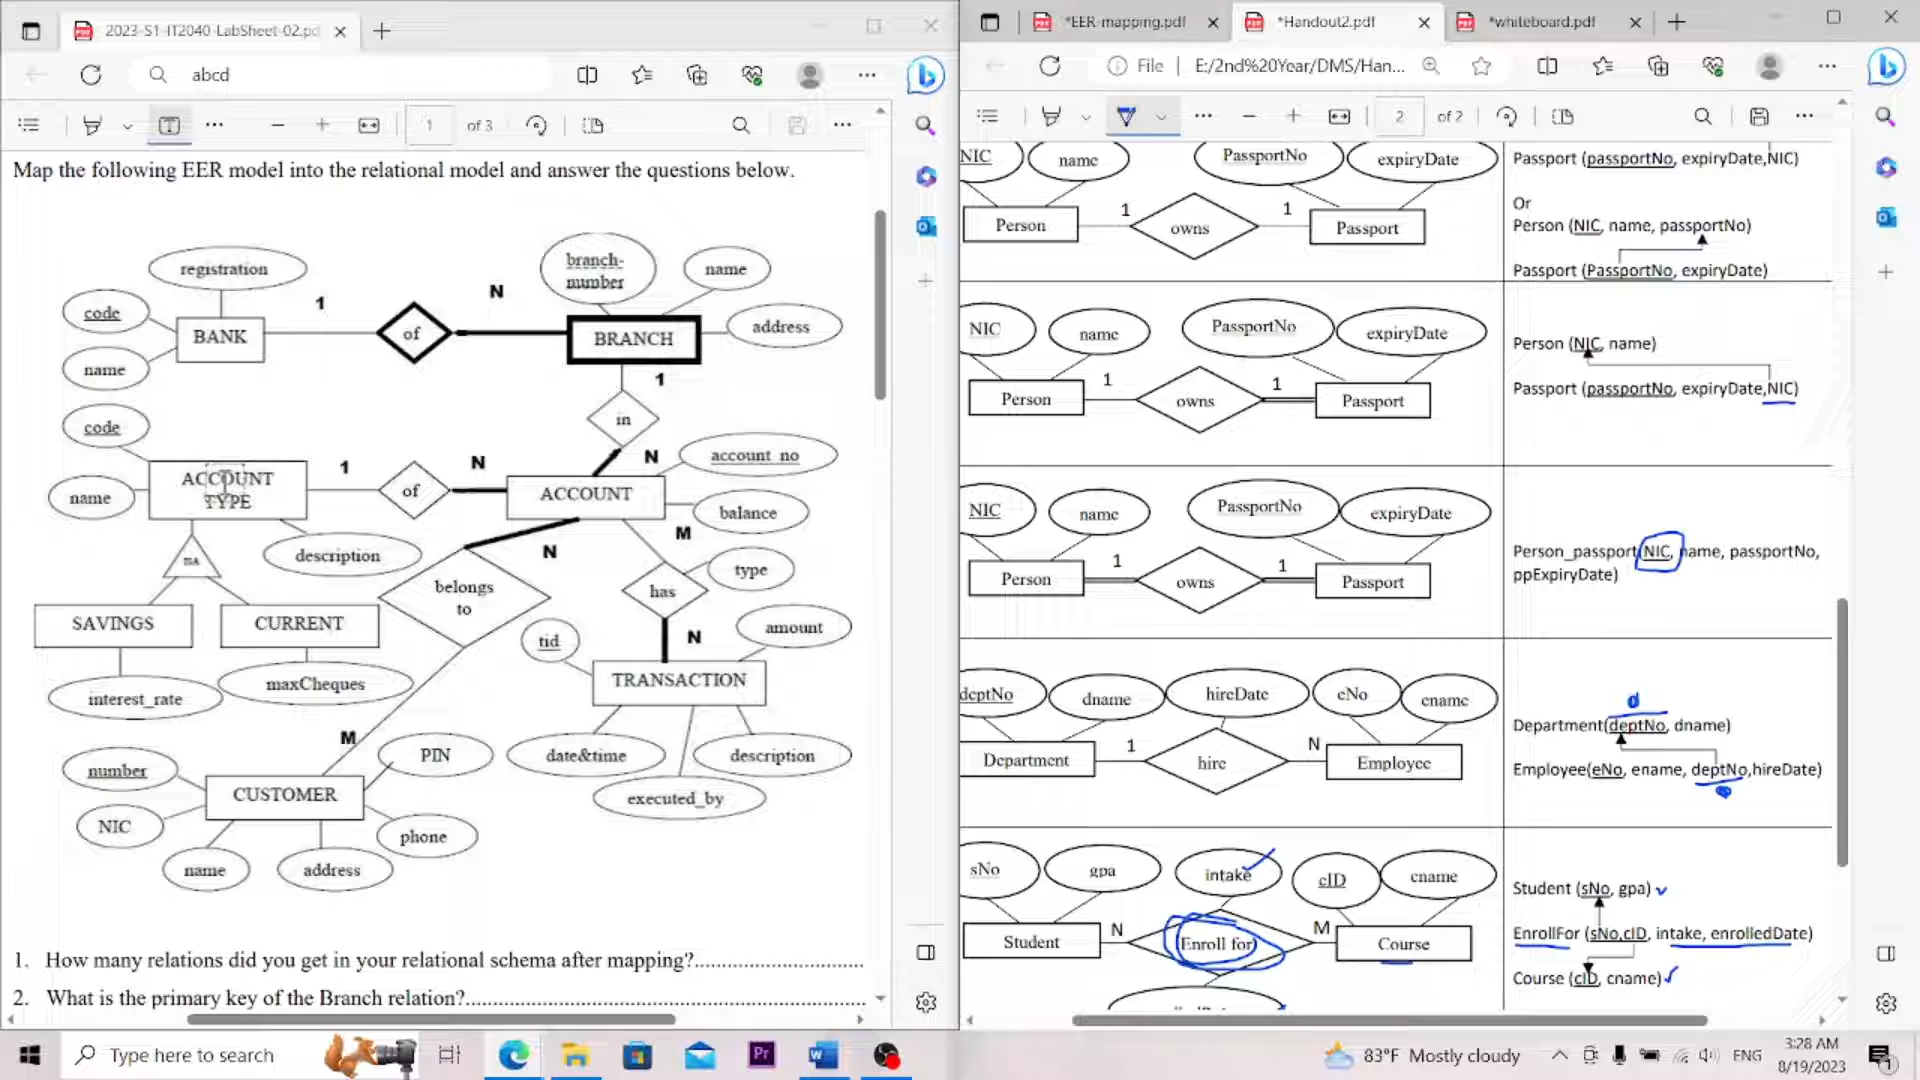 2023-S1-IT2040-LabSheet-02.pd
abcd
1 of 3
Map the following EER model into the relational model and answer the questions below.
registration
branch-
number
name
code
1
N
of
BANK
BRANCH
address
name
1
code
in
N
account_no
1
N
ACCOUNT
TYPE
of
ACCOUNT
name
balance
M
N
description
ISA
type
belongs
to
has
SAVINGS
CURRENT
amount
N
tid
TRANSACTION
maxCheques
interest_rate
M
PIN
date&time
description
number
CUSTOMER
executed_by
NIC
phone
name
address
1. How many relations did you get in your relational schema after mapping?
2. What is the primary key of the Branch relation?
*EER-mapping.pdf
*Handout2.pdf
*whiteboard.pdf
File
E:/2nd%20Year/DMS/Han...
2 of 2
NIC
name
PassportNo
expiryDate
Passport (passportNo, expiryDate,NIC)
Or
1
1
Person
owns
Passport
Person (NIC, name, passportNo)
Passport (PassportNo, expiryDate)
NIC
name
PassportNo
expiryDate
Person (NIC, name)
1
1
Person
owns
Passport
Passport (passportNo, expiryDate,NIC)
NIC
name
PassportNo
expiryDate
Person_passport(NIC, name, passportNo,
ppExpiryDate)
1
1
Person
owns
Passport
deptNo
dname
hireDate
eNo
ename
d
Department(deptNo, dname)
1
N
Department
hire
Employee
Employee(eNo, ename, deptNo,hireDate)
sNo
gpa
intake
cID
cname
Student (sNo, gpa)
N
M
Student
Enroll for
Course
EnrollFor (sNo,cID, intake, enrolledDate)
Course (cID, cname)
Type here to search
83°F Mostly cloudy
ENG
3:28 AM
8/19/2023